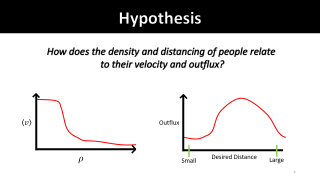 Hypothesis
How does the density and distancing of people relate
to their velocity and outflux?
⟨v⟩
ρ
Outflux
Small
Desired Distance
Large